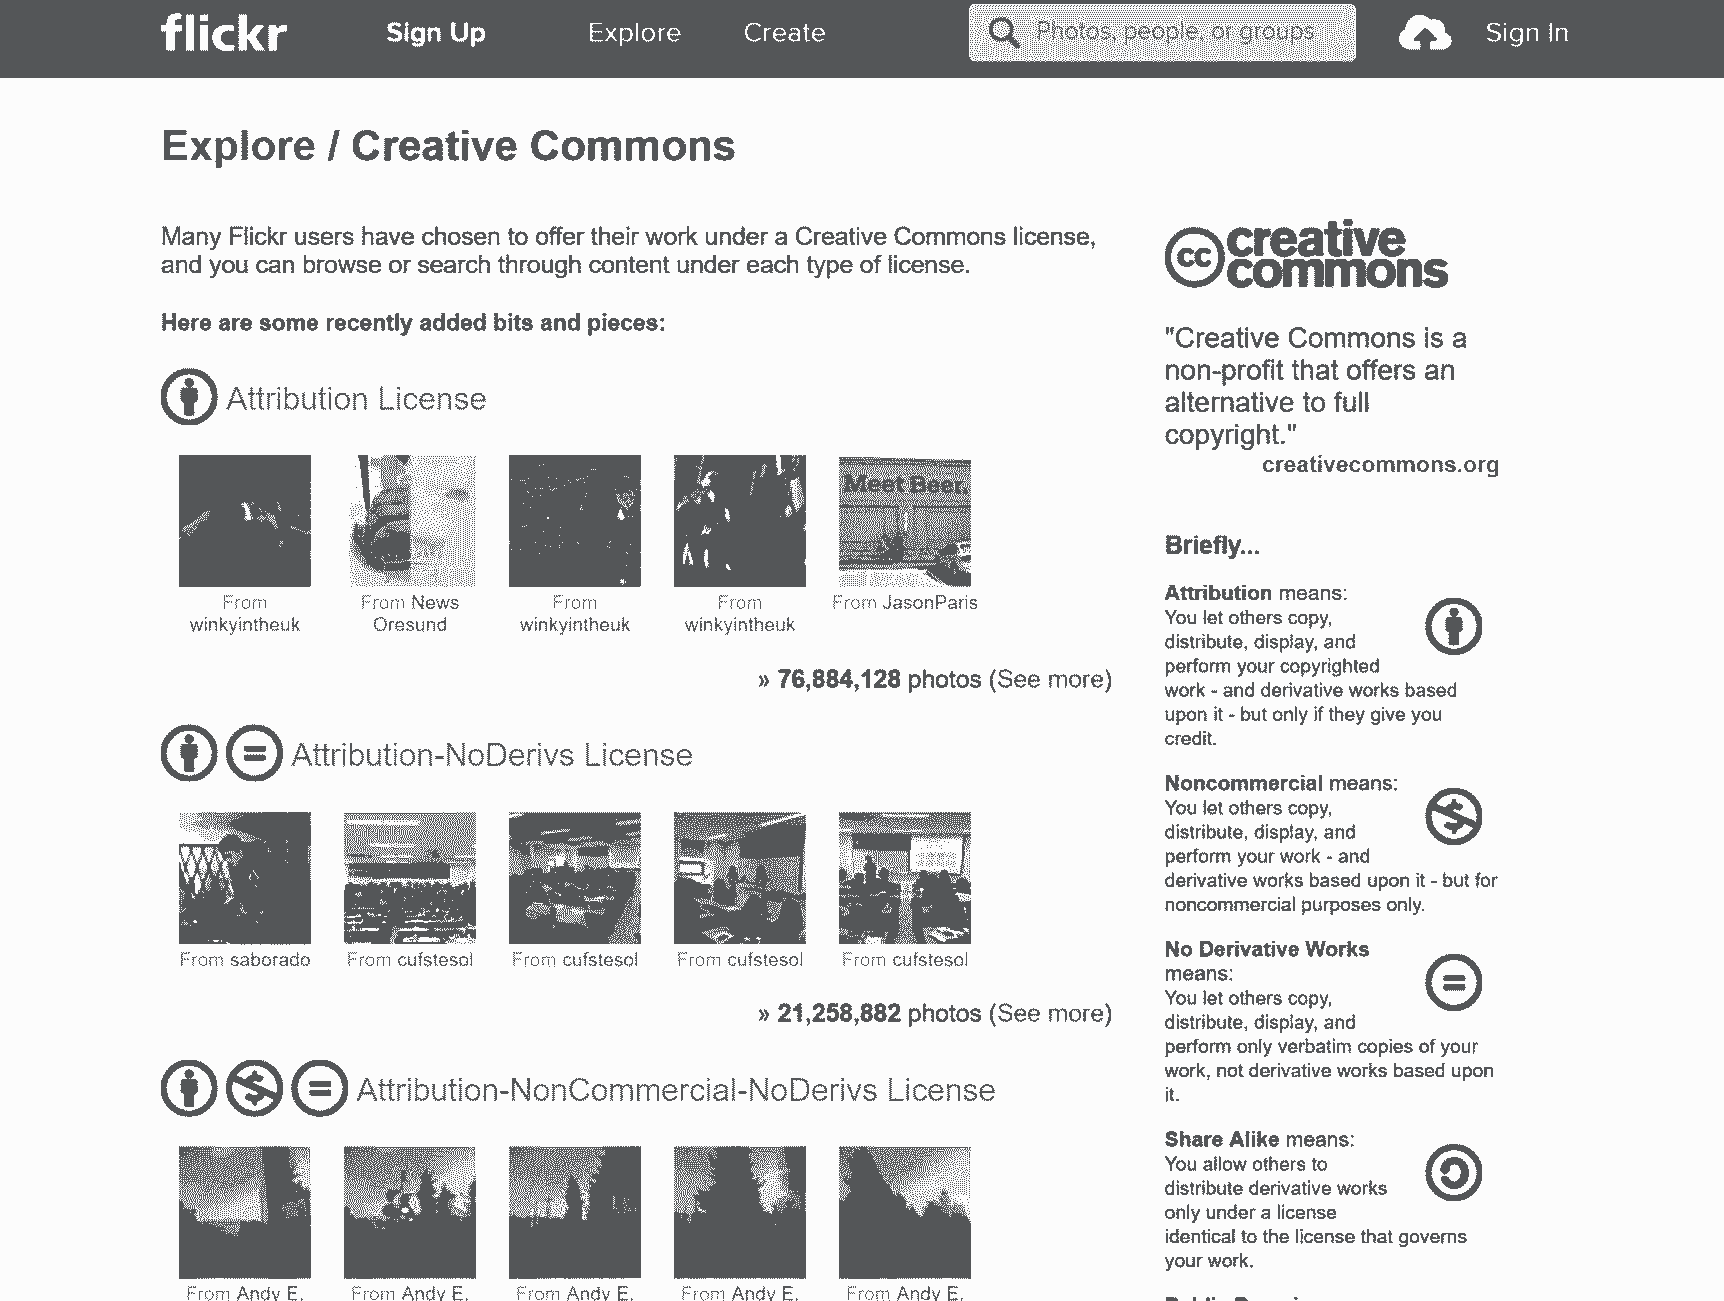 flickr Sign Up Explore Create Photos, people, or groups Sign In
Explore / Creative Commons
Many Flickr users have chosen to offer their work under a Creative Commons license,
and you can browse or search through content under each type of license.
Here are some recently added bits and pieces:
Attribution License
Meet Beer.
From
winkyintheuk
From News
Oresund
From
winkyintheuk
From
winkyintheuk
From JasonParis
» 76,884,128 photos (See more)
Attribution-NoDerivs License
From saborado
From cufstesol
From cufstesol
From cufstesol
From cufstesol
» 21,258,882 photos (See more)
Attribution-NonCommercial-NoDerivs License
From Andy E.
From Andy E.
From Andy E.
From Andy E.
From Andy E.
cc creative
commons
"Creative Commons is a
non-profit that offers an
alternative to full
copyright."
creativecommons.org
Briefly...
Attribution means:
You let others copy,
distribute, display, and
perform your copyrighted
work - and derivative works based
upon it - but only if they give you
credit.
Noncommercial means:
You let others copy,
distribute, display, and
perform your work - and
derivative works based upon it - but for
noncommercial purposes only.
No Derivative Works
means:
You let others copy,
distribute, display, and
perform only verbatim copies of your
work, not derivative works based upon
it.
Share Alike means:
You allow others to
distribute derivative works
only under a license
identical to the license that governs
your work.